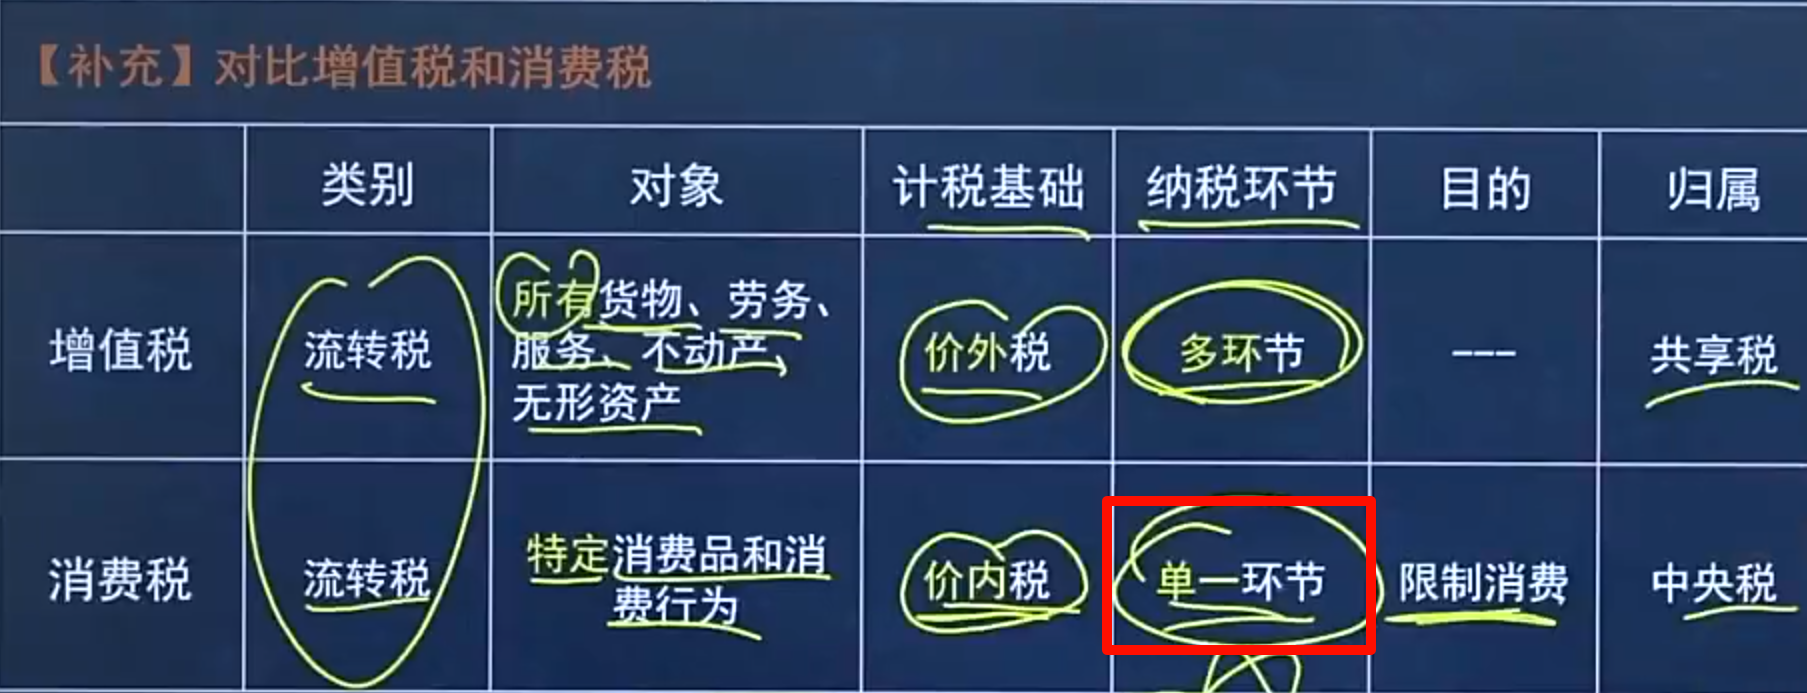 【补充】对比增值税和消费税
类别
对象
计税基础
纳税环节
目的
归属
增值税
流转税
所有货物、劳务、
服务、不动产、
无形资产
价外税
多环节
---
共享税
消费税
流转税
特定消费品和消
费行为
价内税
单一环节
限制消费
中央税